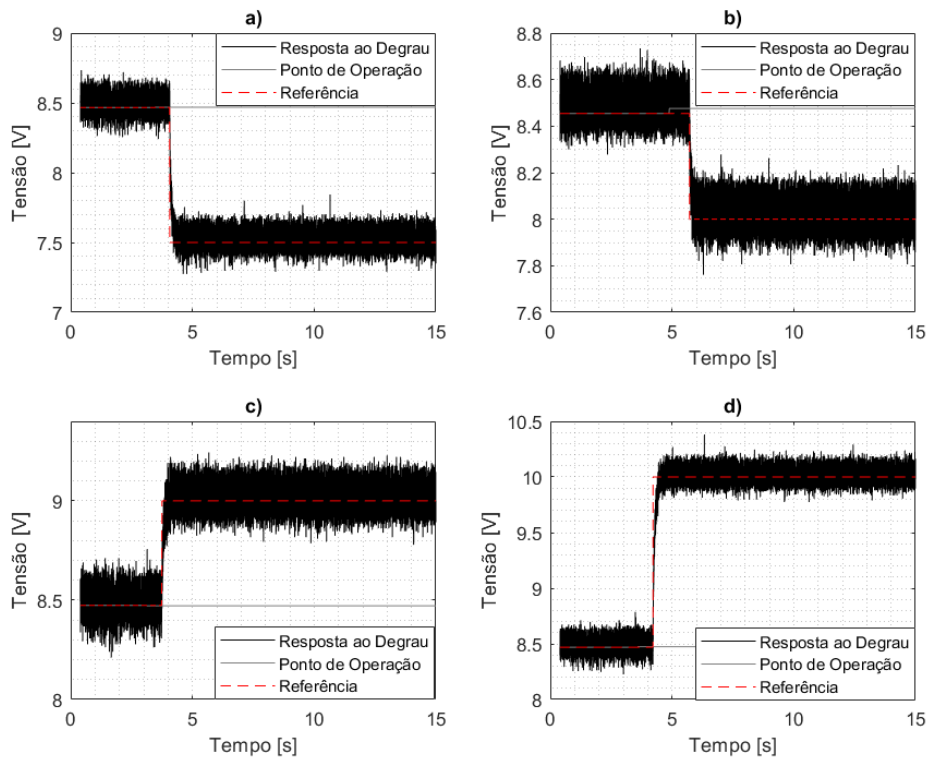 a)
9
8.5
8
7.5
7
Tensão [V]
Resposta ao Degrau
Ponto de Operação
Referência
0
5
10
15
Tempo [s]
b)
8.8
8.6
8.4
8.2
8
7.8
7.6
Tensão [V]
Resposta ao Degrau
Ponto de Operação
Referência
0
5
10
15
Tempo [s]
c)
9
8.5
8
Tensão [V]
Resposta ao Degrau
Ponto de Operação
Referência
0
5
10
15
Tempo [s]
d)
10.5
10
9.5
9
8.5
8
Tensão [V]
Resposta ao Degrau
Ponto de Operação
Referência
0
5
10
15
Tempo [s]